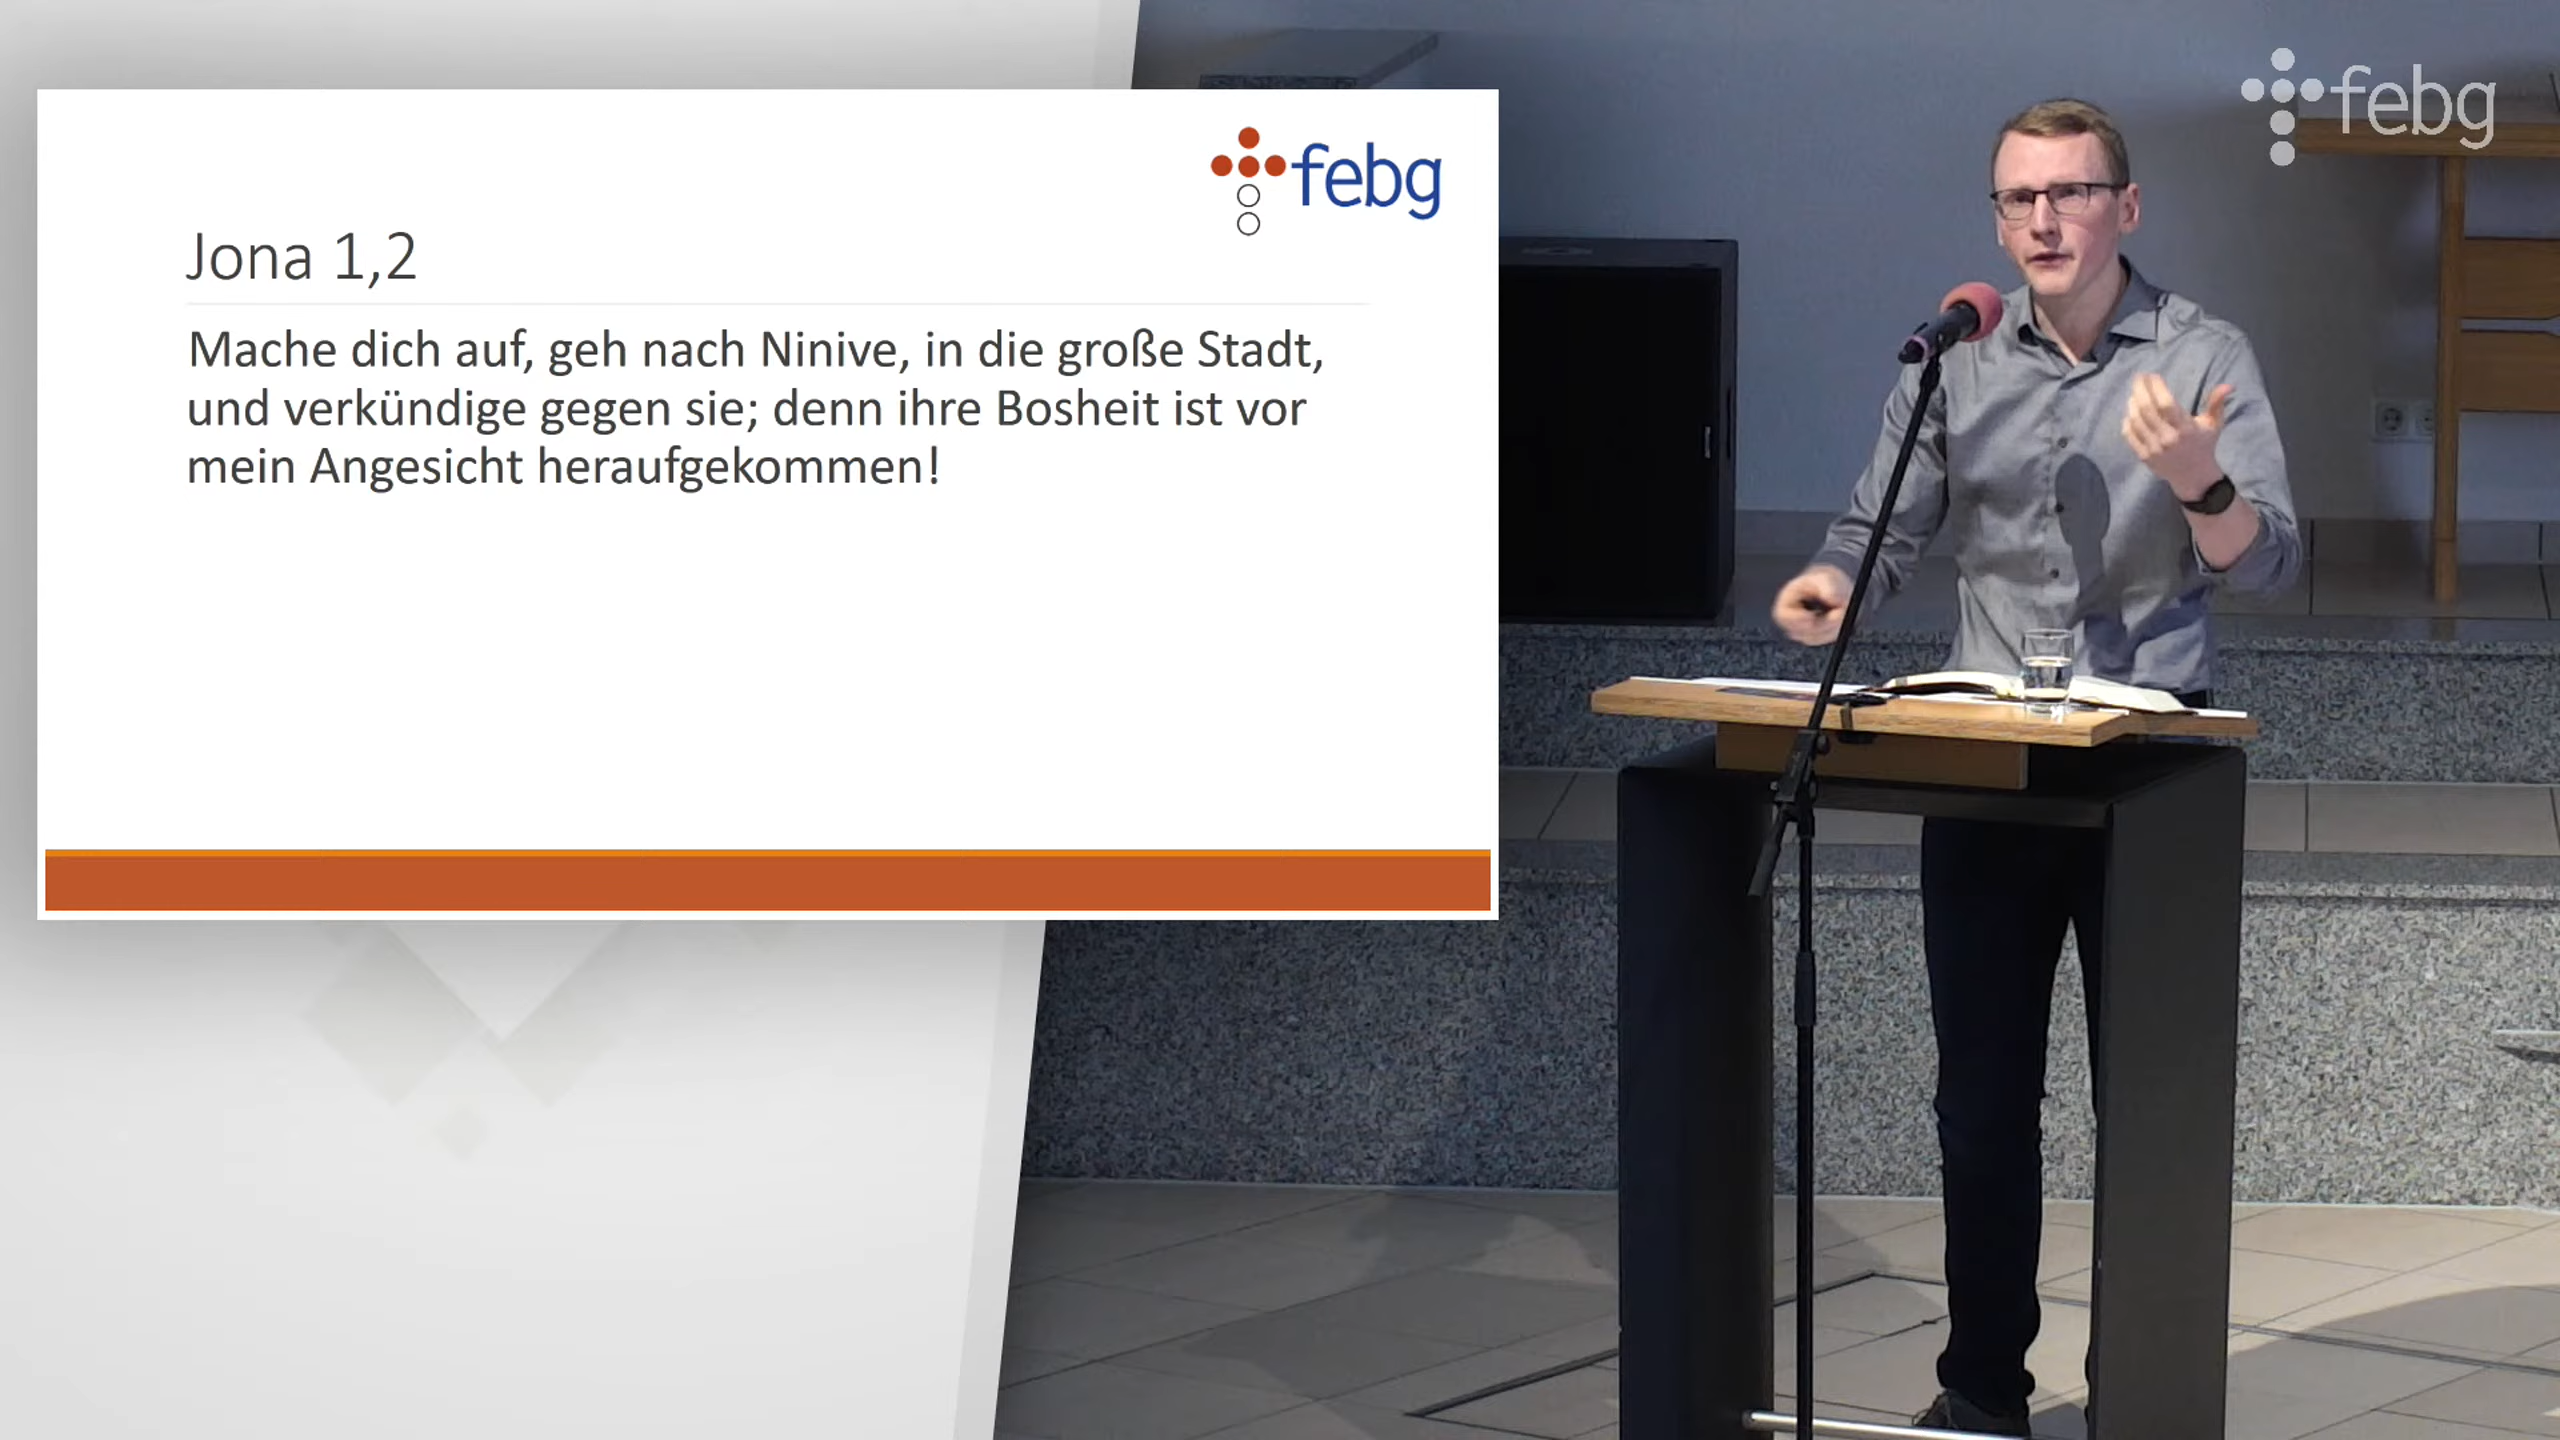 febg
Jona 1,2
Mache dich auf, geh nach Ninive, in die große Stadt,
und verkündige gegen sie; denn ihre Bosheit ist vor
mein Angesicht heraufgekommen!
febg